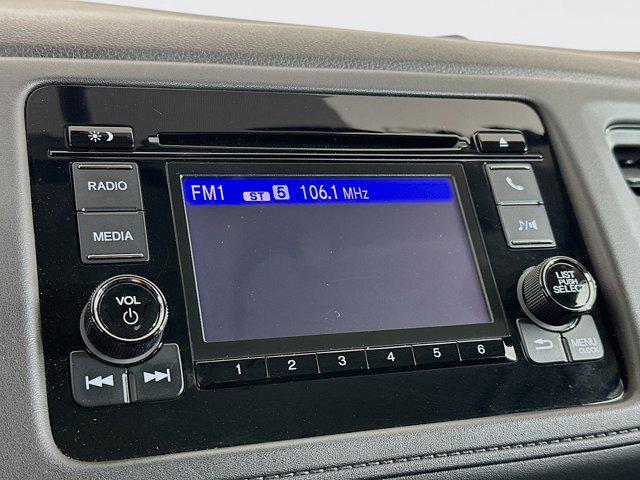 FM1 ST 5 106.1 MHz
RADIO
MEDIA
VOL
1 2 3 4 5 6
LIST
PUSH
SELECT
MENU
CLOCK